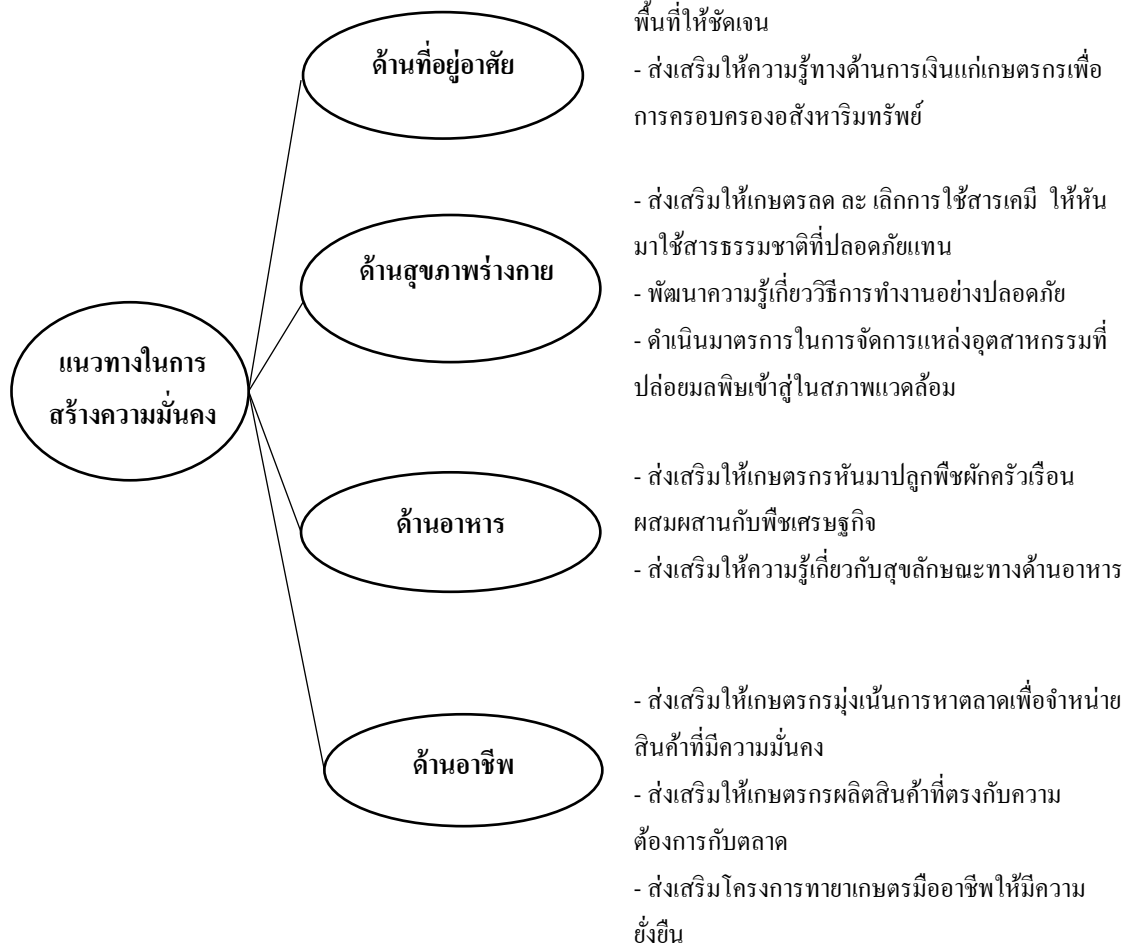 แนวทางในการ
สร้างความมั่นคง
ด้านที่อยู่อาศัย
พื้นที่ให้ชัดเจน
- ส่งเสริมให้ความรู้ทางด้านการเงินแก่เกษตรกรเพื่อ
การครอบครองอสังหาริมทรัพย์
ด้านสุขภาพร่างกาย
- ส่งเสริมให้เกษตรลด ละ เลิกการใช้สารเคมี ให้หัน
มาใช้สารธรรมชาติที่ปลอดภัยแทน
- พัฒนาความรู้เกี่ยววิธีการทำงานอย่างปลอดภัย
- ดำเนินมาตรการในการจัดการแหล่งอุตสาหกรรมที่
ปล่อยมลพิษเข้าสู่ในสภาพแวดล้อม
ด้านอาหาร
- ส่งเสริมให้เกษตรกรหันมาปลูกพืชผักครัวเรือน
ผสมผสานกับพืชเศรษฐกิจ
- ส่งเสริมให้ความรู้เกี่ยวกับสุขลักษณะทางด้านอาหาร
ด้านอาชีพ
- ส่งเสริมให้เกษตรกรมุ่งเน้นการหาตลาดเพื่อจำหน่าย
สินค้าที่มีความมั่นคง
- ส่งเสริมให้เกษตรกรผลิตสินค้าที่ตรงกับความ
ต้องการกับตลาด
- ส่งเสริมโครงการทายาเกษตรมืออาชีพให้มีความ
ยั่งยืน